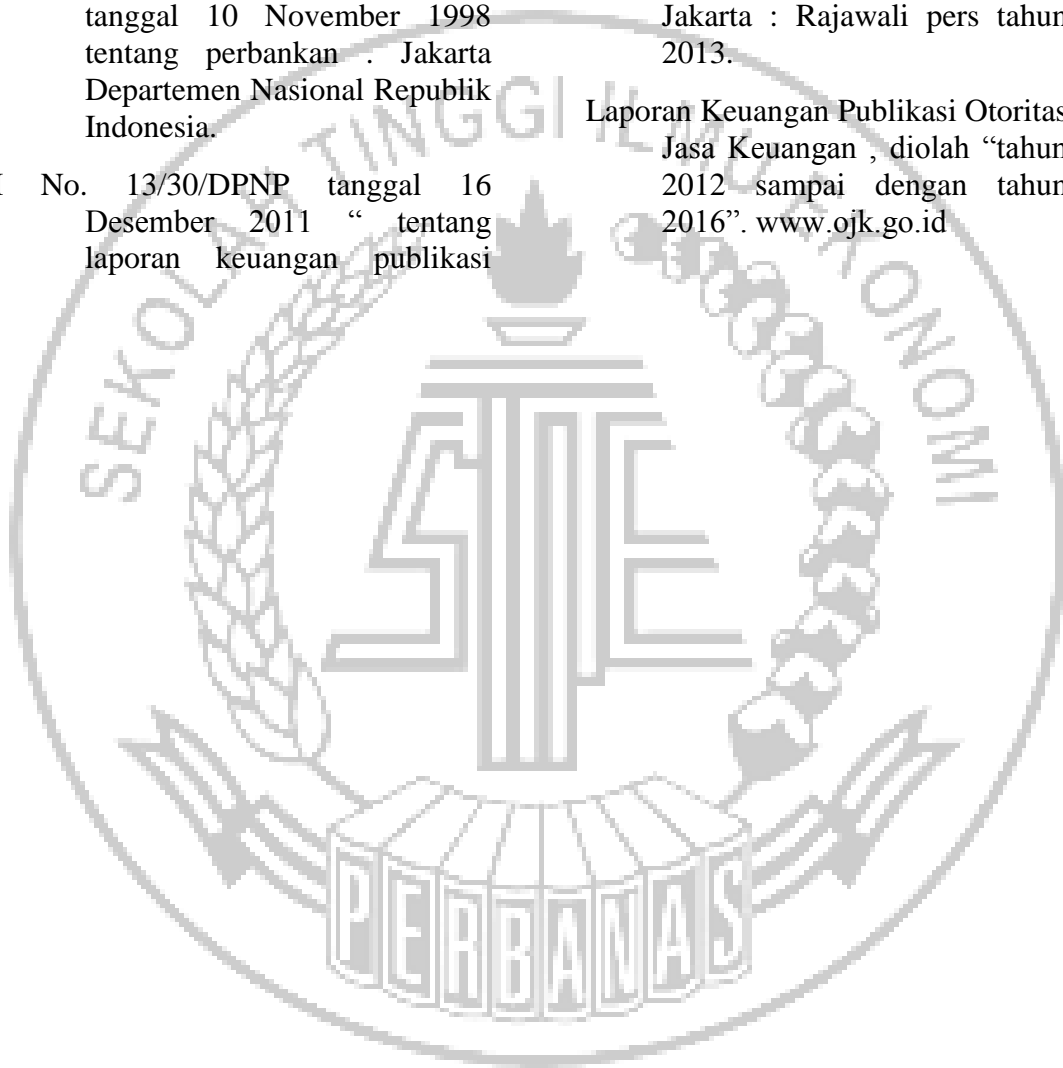 tanggal 10 November 1998
tentang perbankan . Jakarta
Departemen Nasional Republik
Indonesia.
No. 13/30/DPNP tanggal 16
Desember 2011 “ tentang
laporan keuangan publikasi
Jakarta : Rajawali pers tahun
2013.
Laporan Keuangan Publikasi Otoritas
Jasa Keuangan , diolah “tahun
2012 sampai dengan tahun
2016”. www.ojk.go.id
SEKOLAH TINGGI ILMU EKONOMI
STIE
PERBANAS